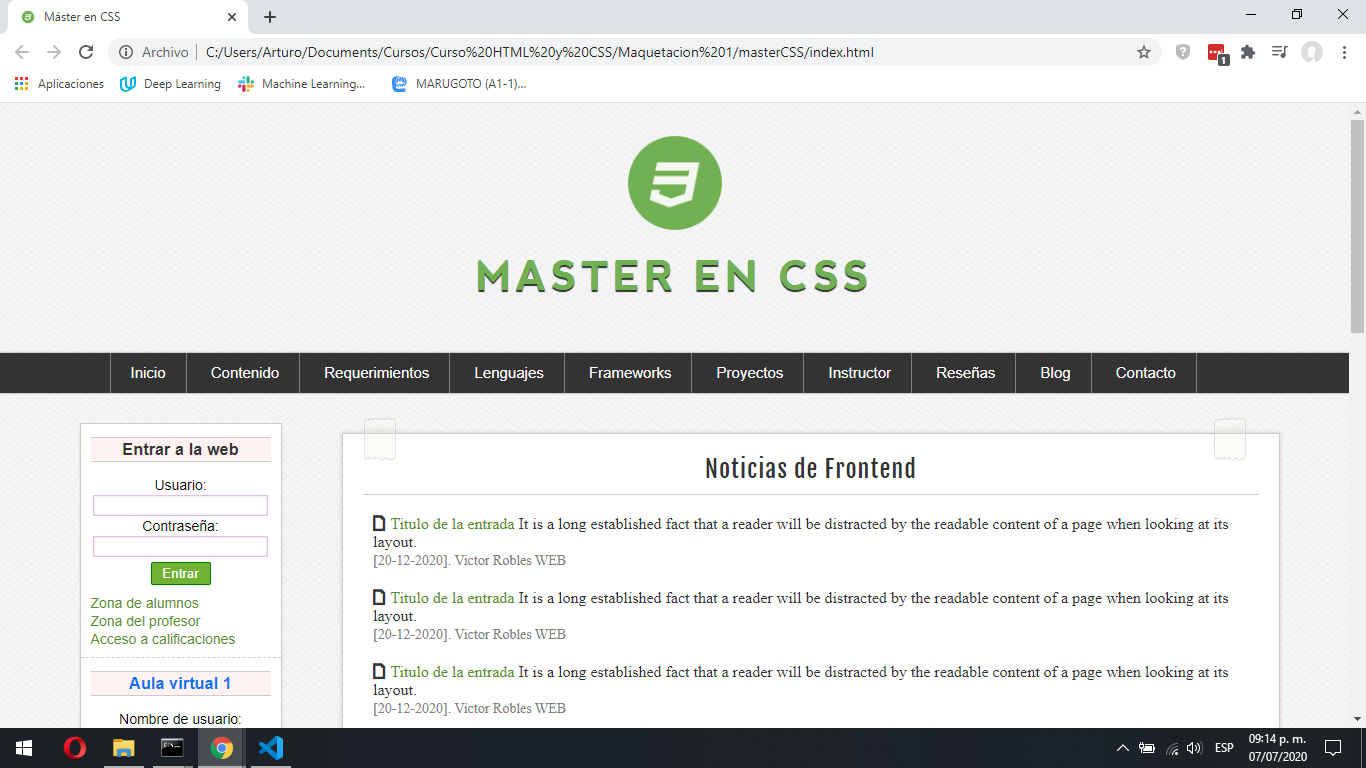 Máster en CSS
Archivo
C:/Users/Arturo/Documents/Cursos/Curso%20HTML%20y%20CSS/Maquetacion%201/masterCSS/index.html
1
Aplicaciones
Deep Learning
Machine Learning...
MARUGOTO (A1-1)...
MASTER EN CSS
Inicio
Contenido
Requerimientos
Lenguajes
Frameworks
Proyectos
Instructor
Reseñas
Blog
Contacto
Entrar a la web
Usuario:
Contraseña:
Entrar
Zona de alumnos
Zona del profesor
Acceso a calificaciones
Aula virtual 1
Nombre de usuario:
Noticias de Frontend
Titulo de la entrada It is a long established fact that a reader will be distracted by the readable content of a page when looking at its
layout.
[20-12-2020]. Victor Robles WEB
Titulo de la entrada It is a long established fact that a reader will be distracted by the readable content of a page when looking at its
layout.
[20-12-2020]. Victor Robles WEB
Titulo de la entrada It is a long established fact that a reader will be distracted by the readable content of a page when looking at its
layout.
[20-12-2020]. Victor Robles WEB
ESP
09:14 p. m.
07/07/2020